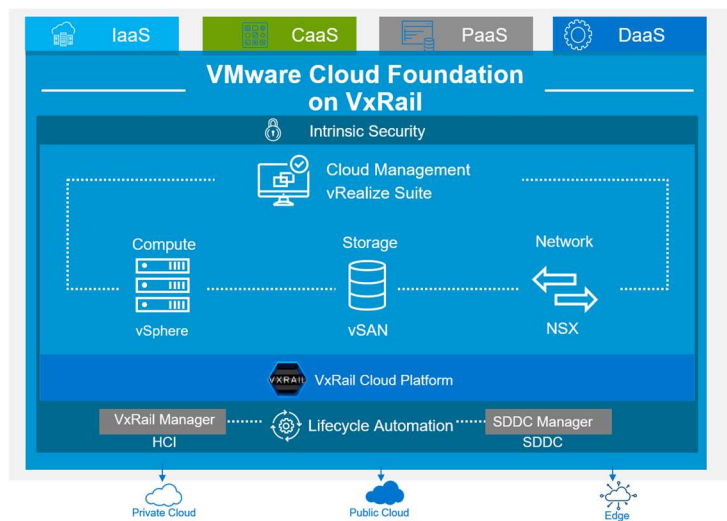 IaaS
CaaS
PaaS
DaaS
VMware Cloud Foundation
on VxRail
Intrinsic Security
Cloud Management
vRealize Suite
Compute
Storage
Network
vSphere
vSAN
NSX
VXRAIL
VxRail Cloud Platform
VxRail Manager
Lifecycle Automation
SDDC Manager
HCI
SDDC
Private Cloud
Public Cloud
Edge